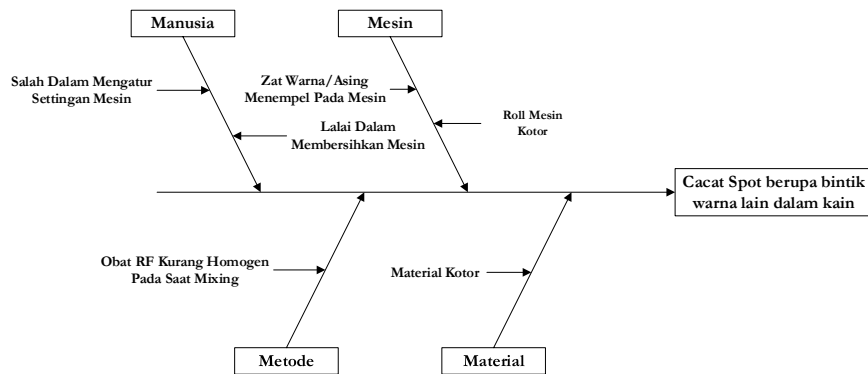 Manusia
Mesin
Salah Dalam Mengatur
Settingan Mesin
Zat Warna/Asing
Menempel Pada Mesin
Lalai Dalam
Membersihkan Mesin
Roll Mesin
Kotor
Cacat Spot berupa bintik
warna lain dalam kain
Obat RF Kurang Homogen
Pada Saat Mixing
Material Kotor
Metode
Material